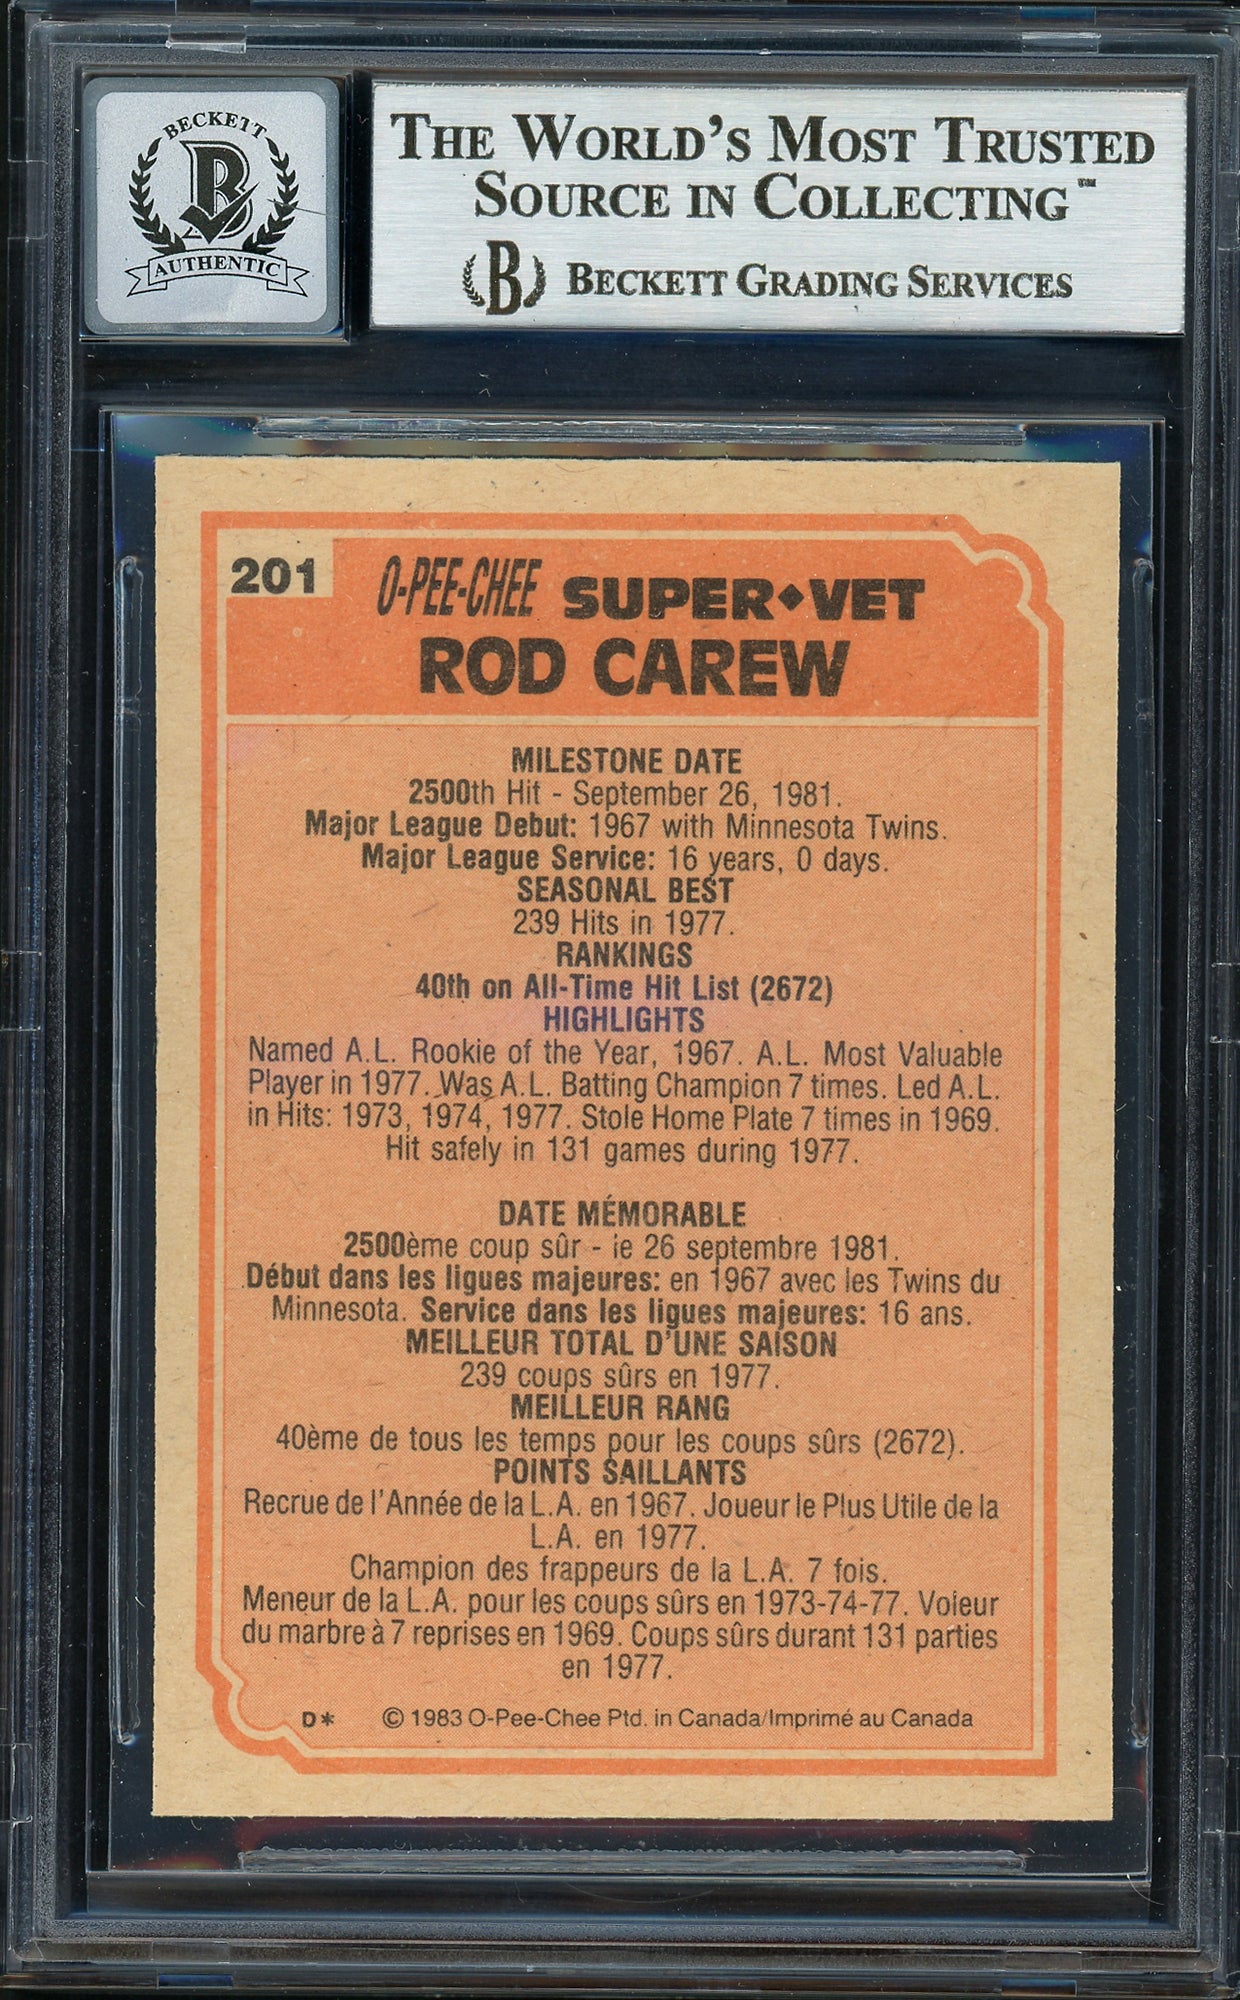 BECKETT
B
AUTHENTIC
THE WORLD'S MOST TRUSTED
SOURCE IN COLLECTING™
B BECKETT GRADING SERVICES
201
O-PEE-CHEE SUPER◆VET
ROD CAREW
MILESTONE DATE
2500th Hit - September 26, 1981.
Major League Debut: 1967 with Minnesota Twins.
Major League Service: 16 years, 0 days.
SEASONAL BEST
239 Hits in 1977.
RANKINGS
40th on All-Time Hit List (2672)
HIGHLIGHTS
Named A.L. Rookie of the Year, 1967. A.L. Most Valuable
Player in 1977. Was A.L. Batting Champion 7 times. Led A.L.
in Hits: 1973, 1974, 1977. Stole Home Plate 7 times in 1969.
Hit safely in 131 games during 1977.
DATE MÉMORABLE
2500ème coup sûr - ie 26 septembre 1981.
Début dans les ligues majeures: en 1967 avec les Twins du
Minnesota. Service dans les ligues majeures: 16 ans.
MEILLEUR TOTAL D'UNE SAISON
239 coups sûrs en 1977.
MEILLEUR RANG
40ème de tous les temps pour les coups sûrs (2672).
POINTS SAILLANTS
Recrue de l'Année de la L.A. en 1967. Joueur le Plus Utile de la
L.A. en 1977.
Champion des frappeurs de la L.A. 7 fois.
Meneur de la L.A. pour les coups sûrs en 1973-74-77. Voleur
du marbre à 7 reprises en 1969. Coups sûrs durant 131 parties
en 1977.
D* © 1983 O-Pee-Chee Ptd. in Canada/Imprimé au Canada